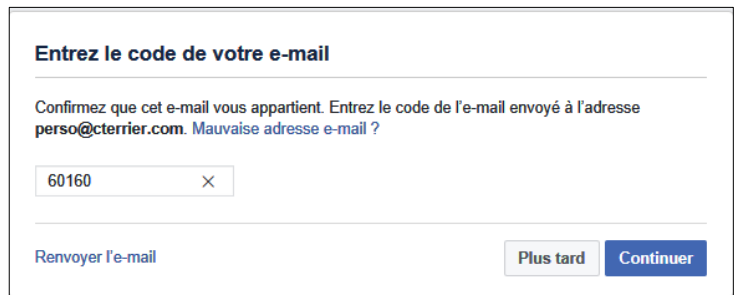 Entrez le code de votre e-mail
Confirmez que cet e-mail vous appartient. Entrez le code de l'e-mail envoyé à l'adresse
perso@cterrier.com. Mauvaise adresse e-mail ?
60160 ×
Renvoyer l'e-mail Plus tard Continuer